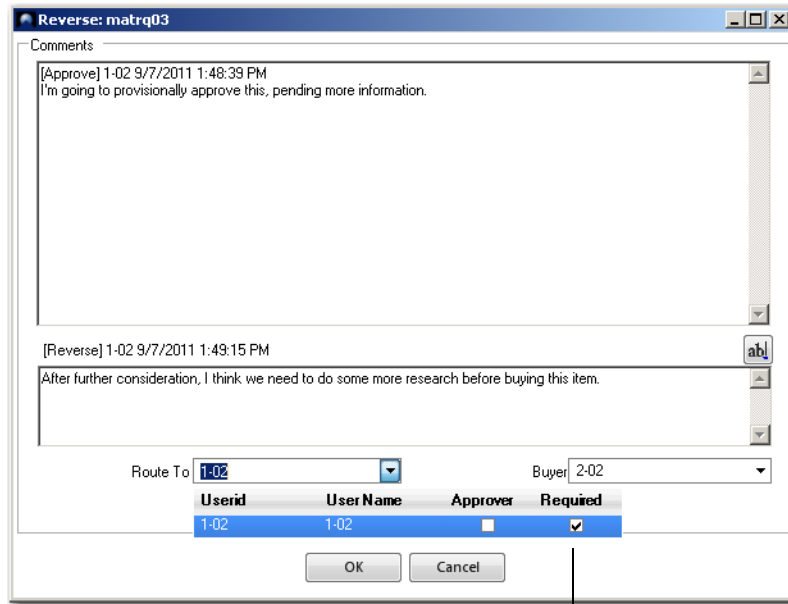 Reverse: matrq03
Comments
[Approve] 1-02 9/7/2011 1:48:39 PM
I'm going to provisionally approve this, pending more information.
[Reverse] 1-02 9/7/2011 1:49:15 PM
ab
After further consideration, I think we need to do some more research before buying this item.
Route To 1-02 Buyer 2-02
Userid User Name Approver Required
1-02 1-02
OK Cancel